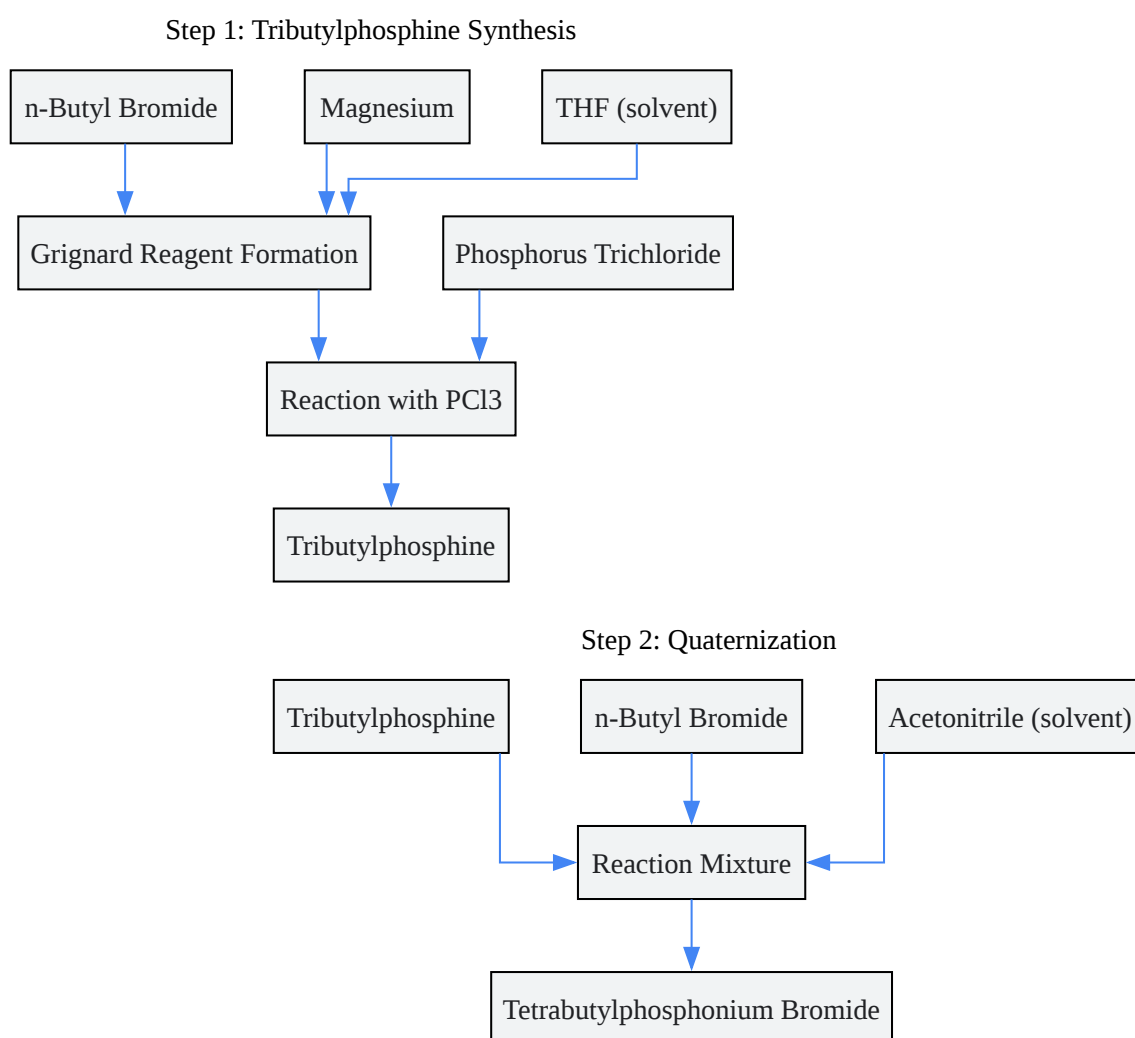 Step 1: Tributylphosphine Synthesis
n-Butyl Bromide
Magnesium
THF (solvent)
Grignard Reagent Formation
Phosphorus Trichloride
Reaction with PCl3
Tributylphosphine
Step 2: Quaternization
Tributylphosphine
n-Butyl Bromide
Acetonitrile (solvent)
Reaction Mixture
Tetrabutylphosphonium Bromide